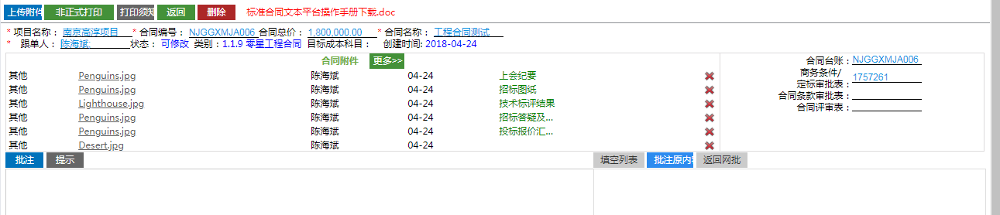 上传附件 非正式打印 打印须知 返回 删除 标准合同文本平台操作手册下载.doc
* 项目名称： 南京高淳项目 * 合同编号： NJGGXMJA006 合同总价： 1,800,000.00 * 合同名称： 工程合同测试
* 跟单人： 陈海斌; 状态： 可修改 类别：1.1.9 零星工程合同 目标成本科目： 创建时间: 2018-04-24
合同附件 更多>>
其他 Penguins.jpg 陈海斌 04-24 上会纪要
其他 Penguins.jpg 陈海斌 04-24 招标图纸
其他 Lighthouse.jpg 陈海斌 04-24 技术标评结果
其他 Penguins.jpg 陈海斌 04-24 招标答疑及...
其他 Penguins.jpg 陈海斌 04-24 投标报价汇...
其他 Desert.jpg 陈海斌 04-24
合同台账： NJGGXMJA006
商务条件/
定标审批表： 1757261
合同条款审批表：
合同评审表：
批注 提示 填空列表 批注原内 返回网批